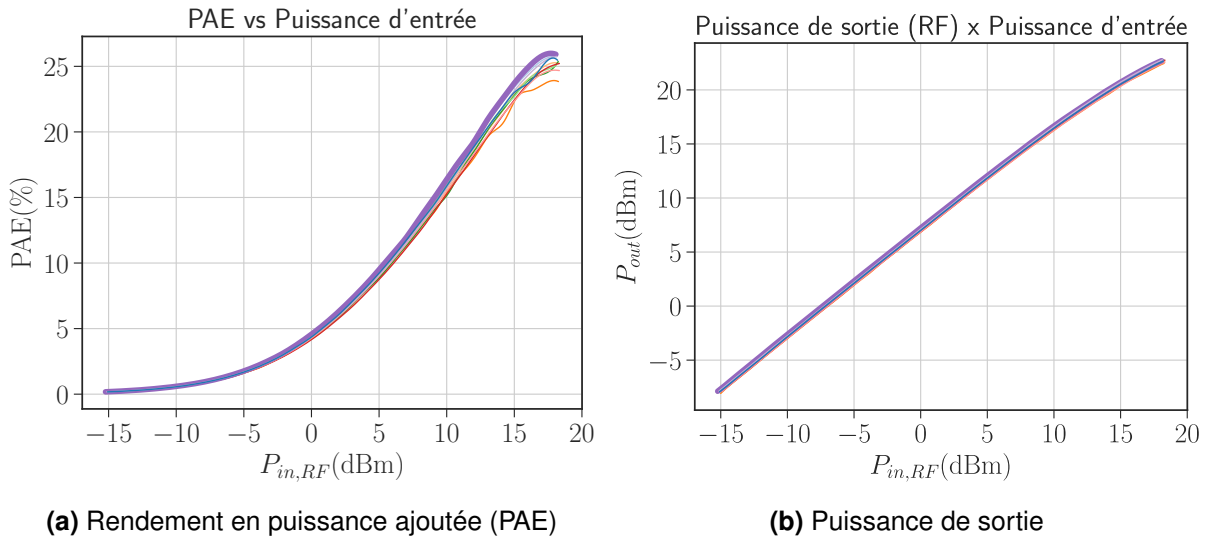 PAE vs Puissance d'entrée
25
20
15
10
5
0
PAE(%)
−15 −10 −5 0 5 10 15 20
P_{in,RF}(dBm)
(a) Rendement en puissance ajoutée (PAE)
Puissance de sortie (RF) x Puissance d'entrée
20
15
10
5
0
−5
P_{out}(dBm)
−15 −10 −5 0 5 10 15 20
P_{in,RF}(dBm)
(b) Puissance de sortie